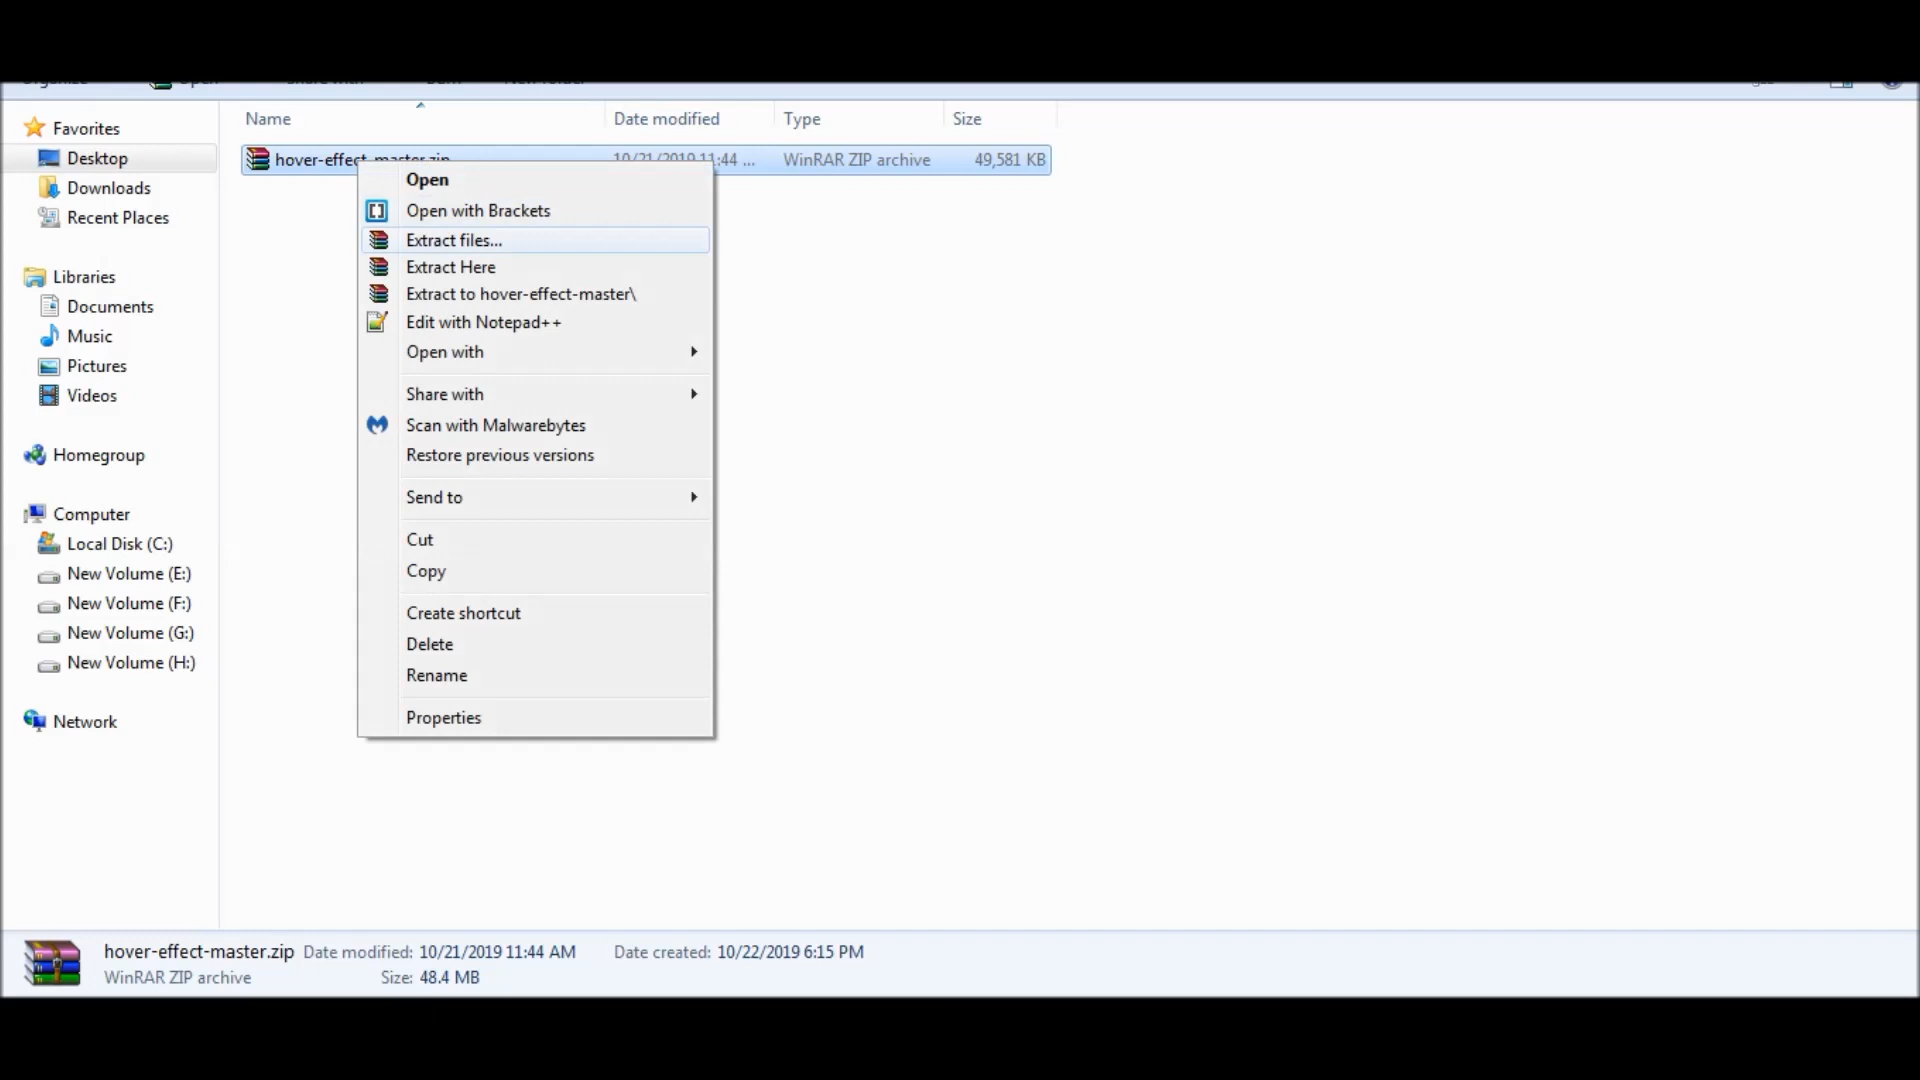 Name
Date modified
Type
Size
Favorites
Desktop
Downloads
Recent Places
Libraries
Documents
Music
Pictures
Videos
Homegroup
Computer
Local Disk (C:)
New Volume (E:)
New Volume (F:)
New Volume (G:)
New Volume (H:)
Network
hover-effect-master.zip 10/21/2019 11:44 ... WinRAR ZIP archive 49,581 KB
Open
Open with Brackets
Extract files...
Extract Here
Extract to hover-effect-master\
Edit with Notepad++
Open with
Share with
Scan with Malwarebytes
Restore previous versions
Send to
Cut
Copy
Create shortcut
Delete
Rename
Properties
hover-effect-master.zip Date modified: 10/21/2019 11:44 AM Date created: 10/22/2019 6:15 PM
WinRAR ZIP archive Size: 48.4 MB